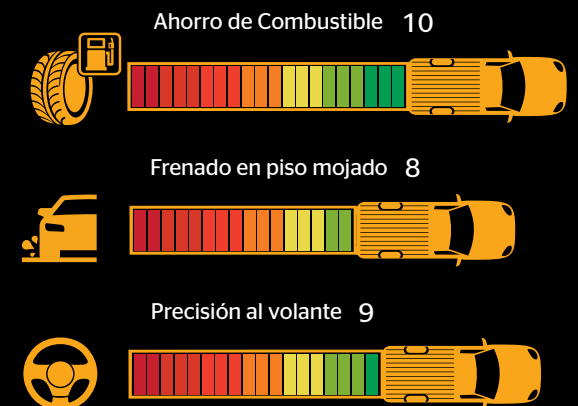 Ahorro de Combustible 10
Frenado en piso mojado 8
Precisión al volante 9